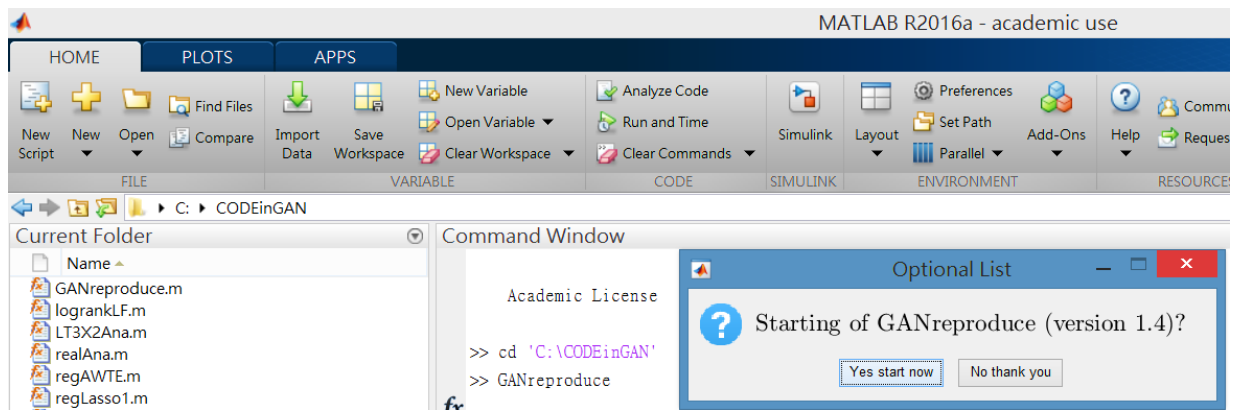 MATLAB R2016a - academic use
HOME PLOTS APPS
New Script
New
Open
Find Files
Compare
FILE
Import Data
Save Workspace
New Variable
Open Variable
Clear Workspace
VARIABLE
Analyze Code
Run and Time
Clear Commands
CODE
Simulink
SIMULINK
Layout
Preferences
Set Path
Parallel
Add-Ons
ENVIRONMENT
Help
Commu
Reques
RESOURCES
C: CODEinGAN
Current Folder
Name
GANreproduce.m
logrankLF.m
LT3X2Ana.m
realAna.m
regAWTE.m
regLasso1.m
Command Window
Academic License
>> cd 'C:\CODEinGAN'
>> GANreproduce
fx
Optional List
Starting of GANreproduce (version 1.4)?
Yes start now
No thank you